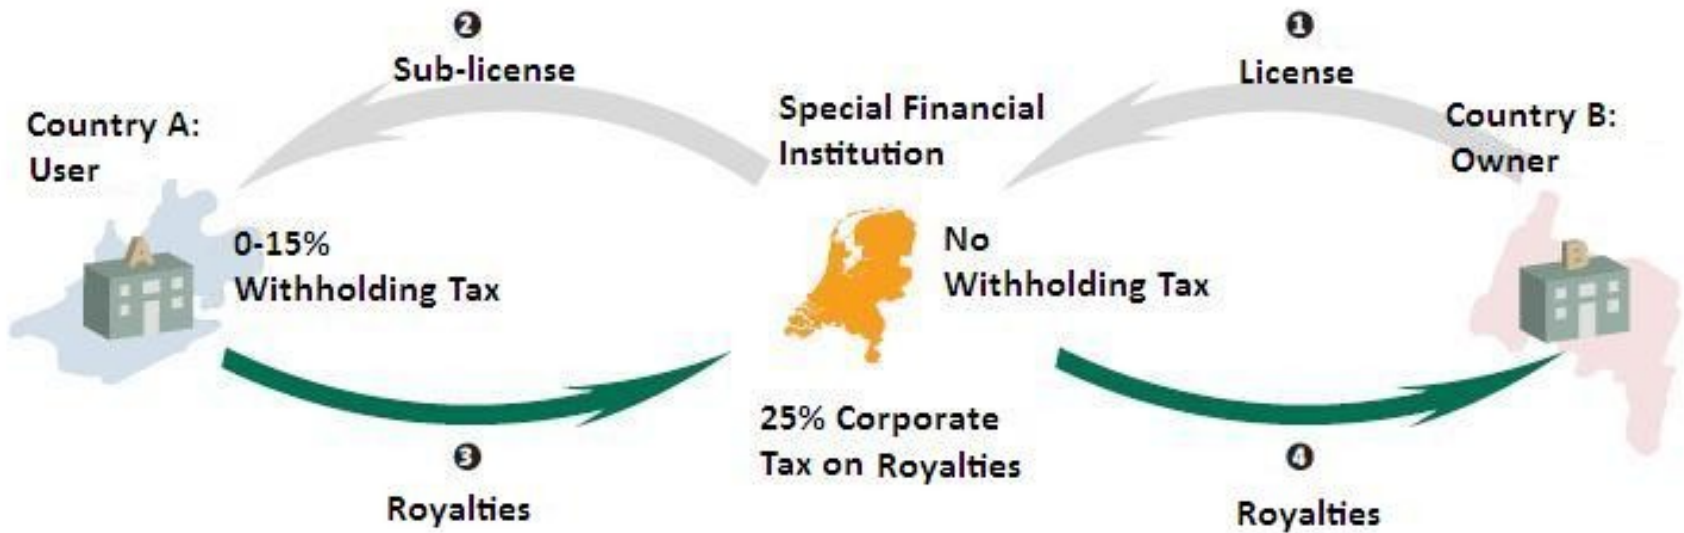 ❷
Sub-license
❶
License
Country A:
User
Special Financial
Institution
Country B:
Owner
A
0-15%
Withholding Tax
No
Withholding Tax
B
25% Corporate
Tax on Royalties
❸
Royalties
❹
Royalties